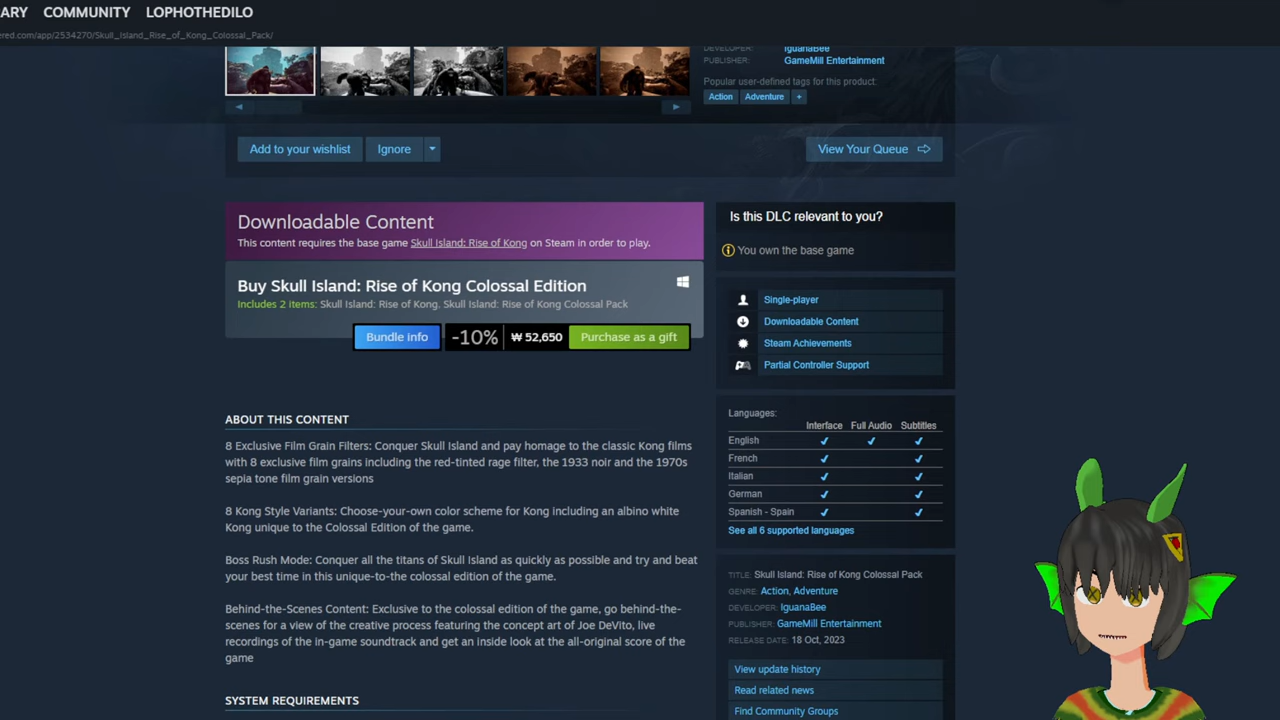 ARY COMMUNITY LOPHOTHEDILO
ered.com/app/2534270/Skull_Island_Rise_of_Kong_Colossal_Pack/
DEVELOPER: IguanaBee
PUBLISHER: GameMill Entertainment
Popular user-defined tags for this product:
Action Adventure +
Add to your wishlist Ignore View Your Queue
Downloadable Content
This content requires the base game Skull Island: Rise of Kong on Steam in order to play.
Buy Skull Island: Rise of Kong Colossal Edition
Includes 2 items: Skull Island: Rise of Kong, Skull Island: Rise of Kong Colossal Pack
Bundle info -10% ₩ 52,650 Purchase as a gift
ABOUT THIS CONTENT
8 Exclusive Film Grain Filters: Conquer Skull Island and pay homage to the classic Kong films
with 8 exclusive film grains including the red-tinted rage filter, the 1933 noir and the 1970s
sepia tone film grain versions
8 Kong Style Variants: Choose-your-own color scheme for Kong including an albino white
Kong unique to the Colossal Edition of the game.
Boss Rush Mode: Conquer all the titans of Skull Island as quickly as possible and try and beat
your best time in this unique-to-the colossal edition of the game.
Behind-the-Scenes Content: Exclusive to the colossal edition of the game, go behind-the-
scenes for a view of the creative process featuring the concept art of Joe DeVito, live
recordings of the in-game soundtrack and get an inside look at the all-original score of the
game
SYSTEM REQUIREMENTS
Is this DLC relevant to you?
You own the base game
Single-player
Downloadable Content
Steam Achievements
Partial Controller Support
Languages:
Interface Full Audio Subtitles
English ✔ ✔ ✔
French ✔ ✔
Italian ✔ ✔
German ✔ ✔
Spanish - Spain ✔ ✔
See all 6 supported languages
TITLE: Skull Island: Rise of Kong Colossal Pack
GENRE: Action, Adventure
DEVELOPER: IguanaBee
PUBLISHER: GameMill Entertainment
RELEASE DATE: 18 Oct, 2023
View update history
Read related news
Find Community Groups